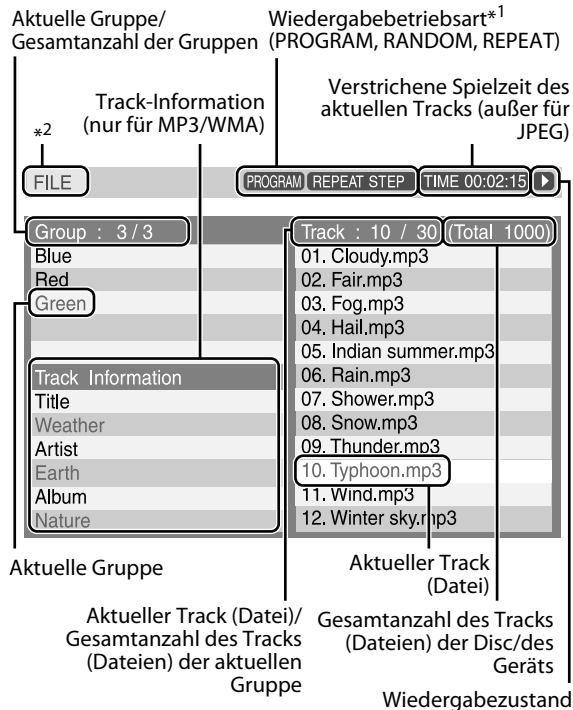 Aktuelle Gruppe/
Gesamtanzahl der Gruppen
Wiedergabebetriebsart*1
(PROGRAM, RANDOM, REPEAT)
Track-Information
(nur für MP3/WMA)
Verstrichene Spielzeit des
aktuellen Tracks (außer für
JPEG)
*2
FILE
PROGRAM REPEAT STEP TIME 00:02:15
Group : 3 / 3
Blue
Red
Green
Track Information
Title
Weather
Artist
Earth
Album
Nature
Track : 10 / 30 (Total 1000)
01. Cloudy.mp3
02. Fair.mp3
03. Fog.mp3
04. Hail.mp3
05. Indian summer.mp3
06. Rain.mp3
07. Shower.mp3
08. Snow.mp3
09. Thunder.mp3
10. Typhoon.mp3
11. Wind.mp3
12. Winter sky.mp3
Aktuelle Gruppe
Aktueller Track
(Datei)
Aktueller Track (Datei)/
Gesamtanzahl des Tracks
(Dateien) der aktuellen
Gruppe
Gesamtanzahl des Tracks
(Dateien) der Disc/des
Geräts
Wiedergabezustand